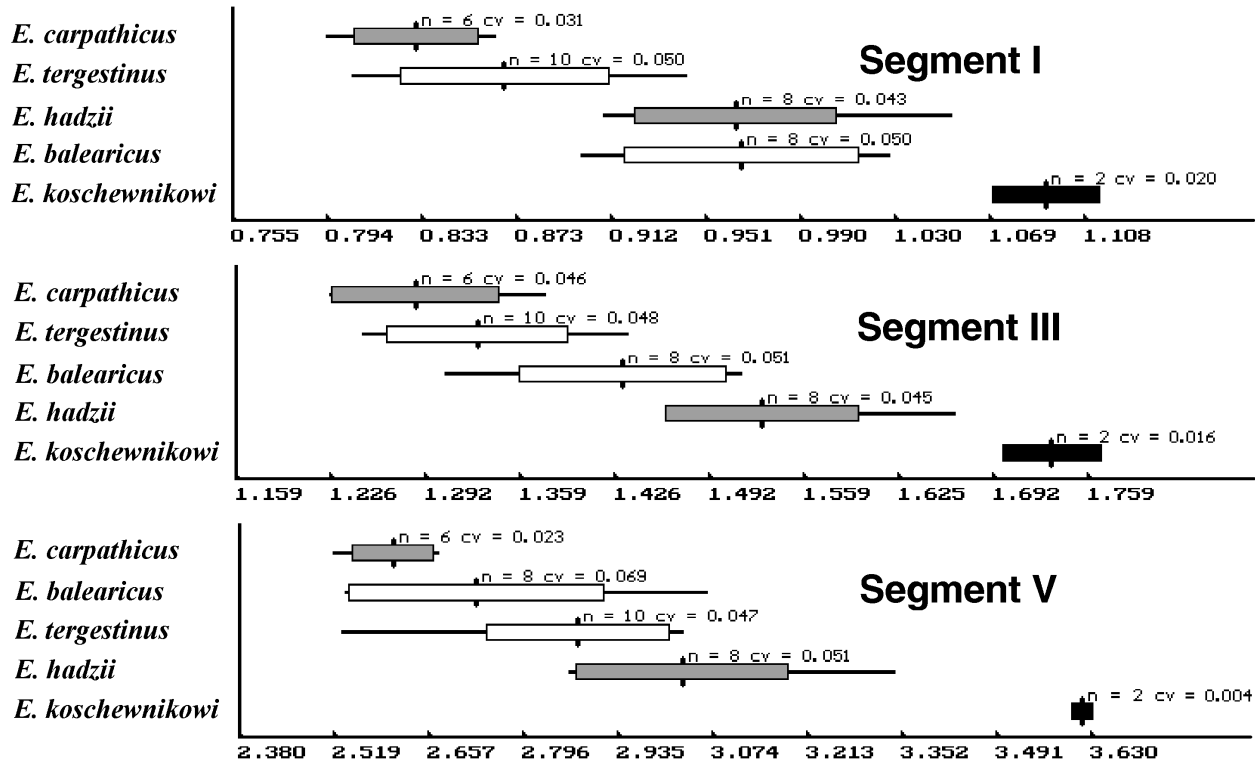 E. carpathicus n = 6 cv = 0.031
E. tergestinus n = 10 cv = 0.050 Segment I
E. hadzii n = 8 cv = 0.043
E. balearicus n = 8 cv = 0.050
E. koschewnikowi n = 2 cv = 0.020
0.755 0.794 0.833 0.873 0.912 0.951 0.990 1.030 1.069 1.108
E. carpathicus n = 6 cv = 0.046
E. tergestinus n = 10 cv = 0.048 Segment III
E. balearicus n = 8 cv = 0.051
E. hadzii n = 8 cv = 0.045
E. koschewnikowi n = 2 cv = 0.016
1.159 1.226 1.292 1.359 1.426 1.492 1.559 1.625 1.692 1.759
E. carpathicus n = 6 cv = 0.023
E. balearicus n = 8 cv = 0.069 Segment V
E. tergestinus n = 10 cv = 0.047
E. hadzii n = 8 cv = 0.051
E. koschewnikowi n = 2 cv = 0.004
2.380 2.519 2.657 2.796 2.935 3.074 3.213 3.352 3.491 3.630